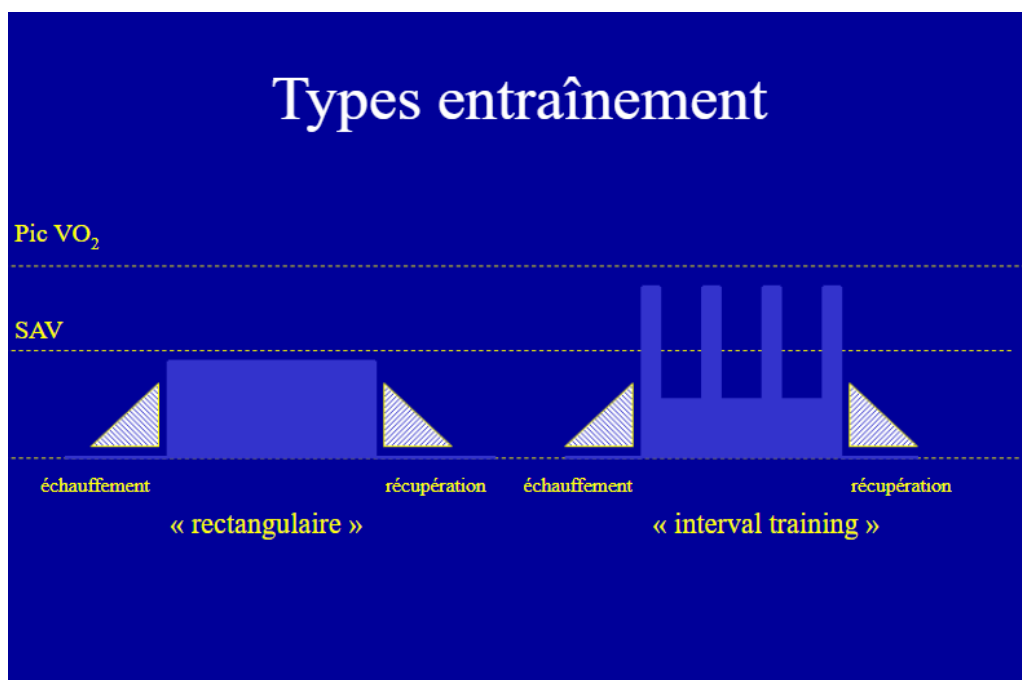 Types entraînement
Pic VO₂
SAV
échauffement
récupération
échauffement
récupération
« rectangulaire »
« interval training »